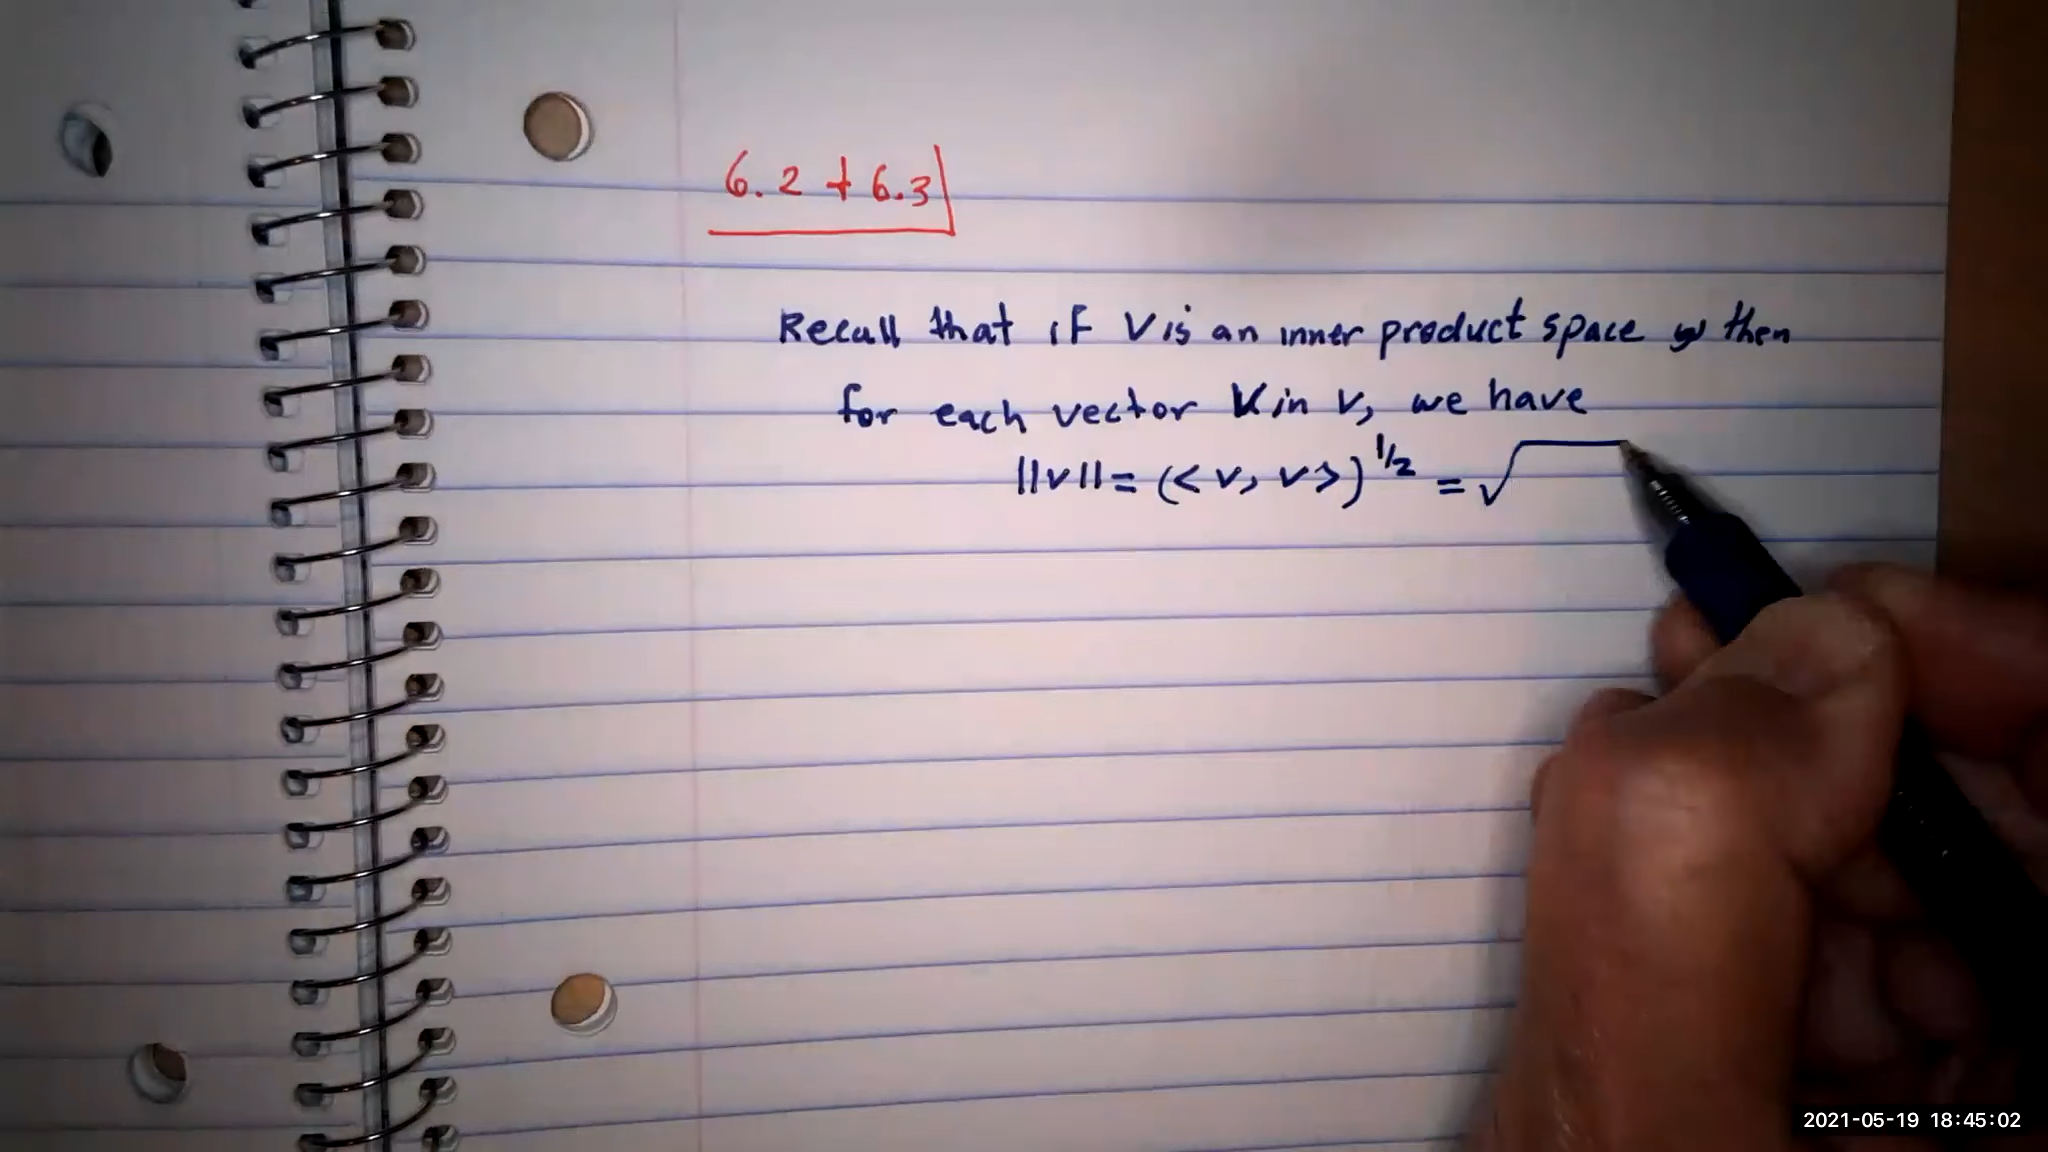 6.2 + 6.3
Recall that if V is an inner product space then
for each vector V in V, we have
||v|| = (<v, v>)^1/2 = √
2021-05-19 18:45:02